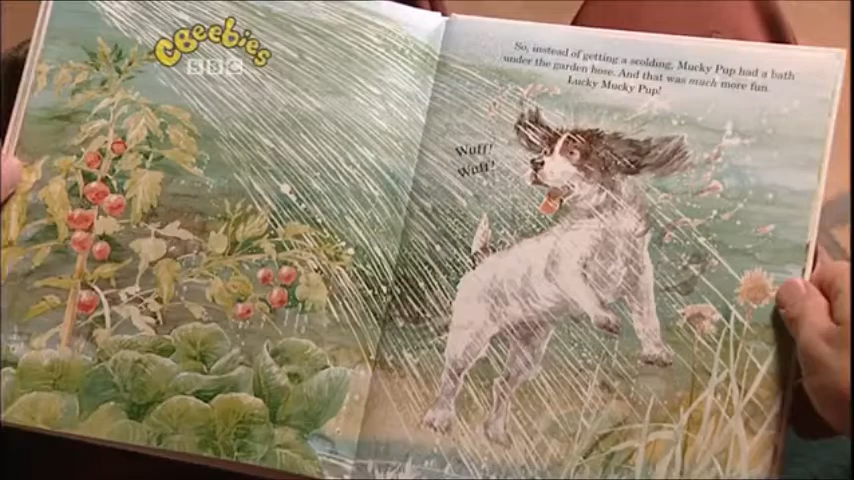 CBeebies
BBC
So, instead of getting a scolding, Mucky Pup had a bath
under the garden hose. And that was much more fun.
Lucky Mucky Pup!
Wuff!
Wuff!